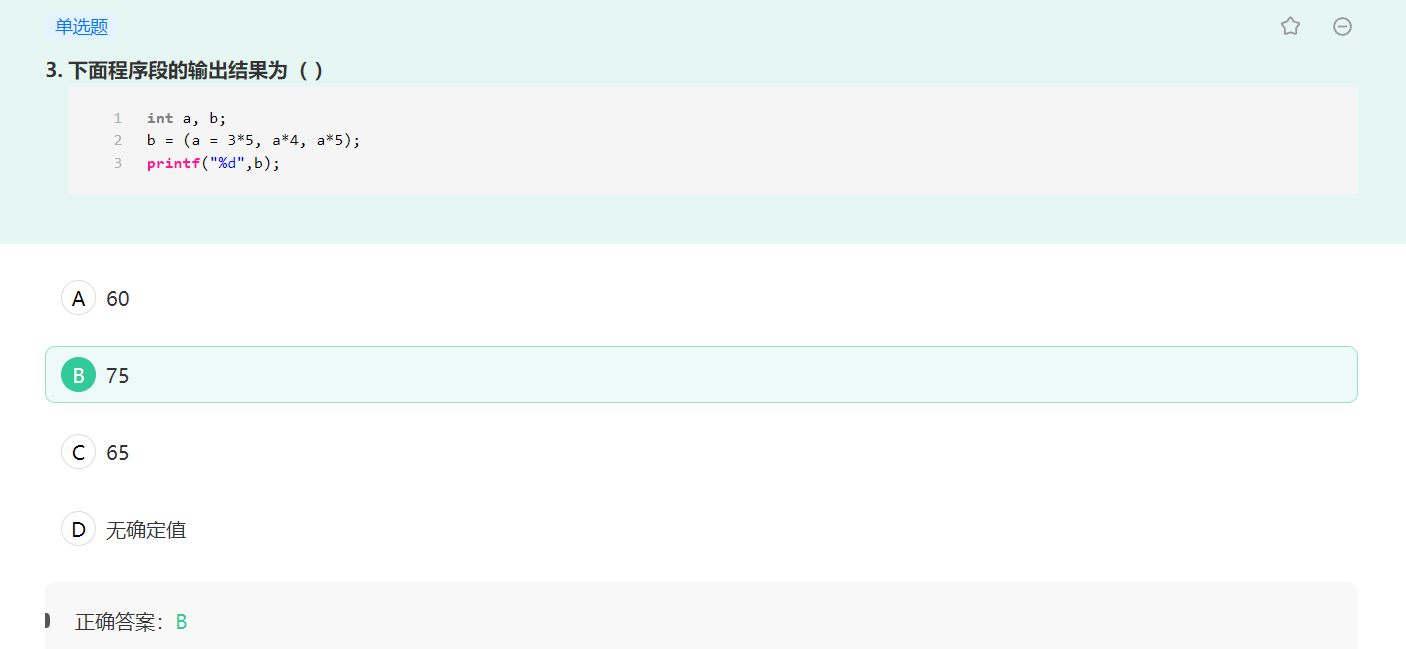 单选题
3. 下面程序段的输出结果为（ ）
1 int a, b;
2 b = (a = 3*5, a*4, a*5);
3 printf("%d",b);
A 60
B 75
C 65
D 无确定值
正确答案：B